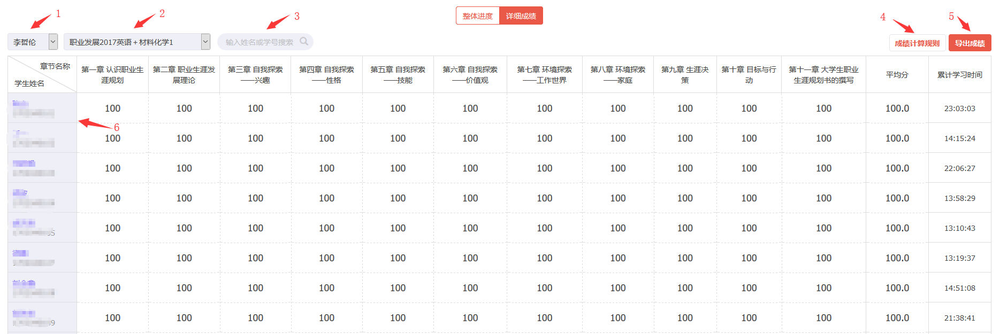 1
2
3
整体进度
详细成绩
4
5
李哲伦
职业发展2017英语＋材料化学1
输入姓名或学号搜索
成绩计算规则
导出成绩
章节名称
学生姓名
第一章 认识职业生
涯规划
第二章 职业生涯发
展理论
第三章 自我探索
——兴趣
第四章 自我探索
——性格
第五章 自我探索
——技能
第六章 自我探索
——价值观
第七章 环境探索
——工作世界
第八章 环境探索
——家庭
第九章 生涯决
策
第十章 目标与行
动
第十一章 大学生职业
生涯规划书的撰写
平均分
累计学习时间
100 100 100 100 100 100 100 100 100 100 100 100.0 23:03:03
6
100 100 100 100 100 100 100 100 100 100 100 100.0 14:15:24
100 100 100 100 100 100 100 100 100 100 100 100.0 22:06:27
100 100 100 100 100 100 100 100 100 100 100 100.0 13:58:29
100 100 100 100 100 100 100 100 100 100 100 100.0 13:10:43
100 100 100 100 100 100 100 100 100 100 100 100.0 13:19:37
100 100 100 100 100 100 100 100 100 100 100 100.0 14:51:08
100 100 100 100 100 100 100 100 100 100 100 100.0 21:38:41